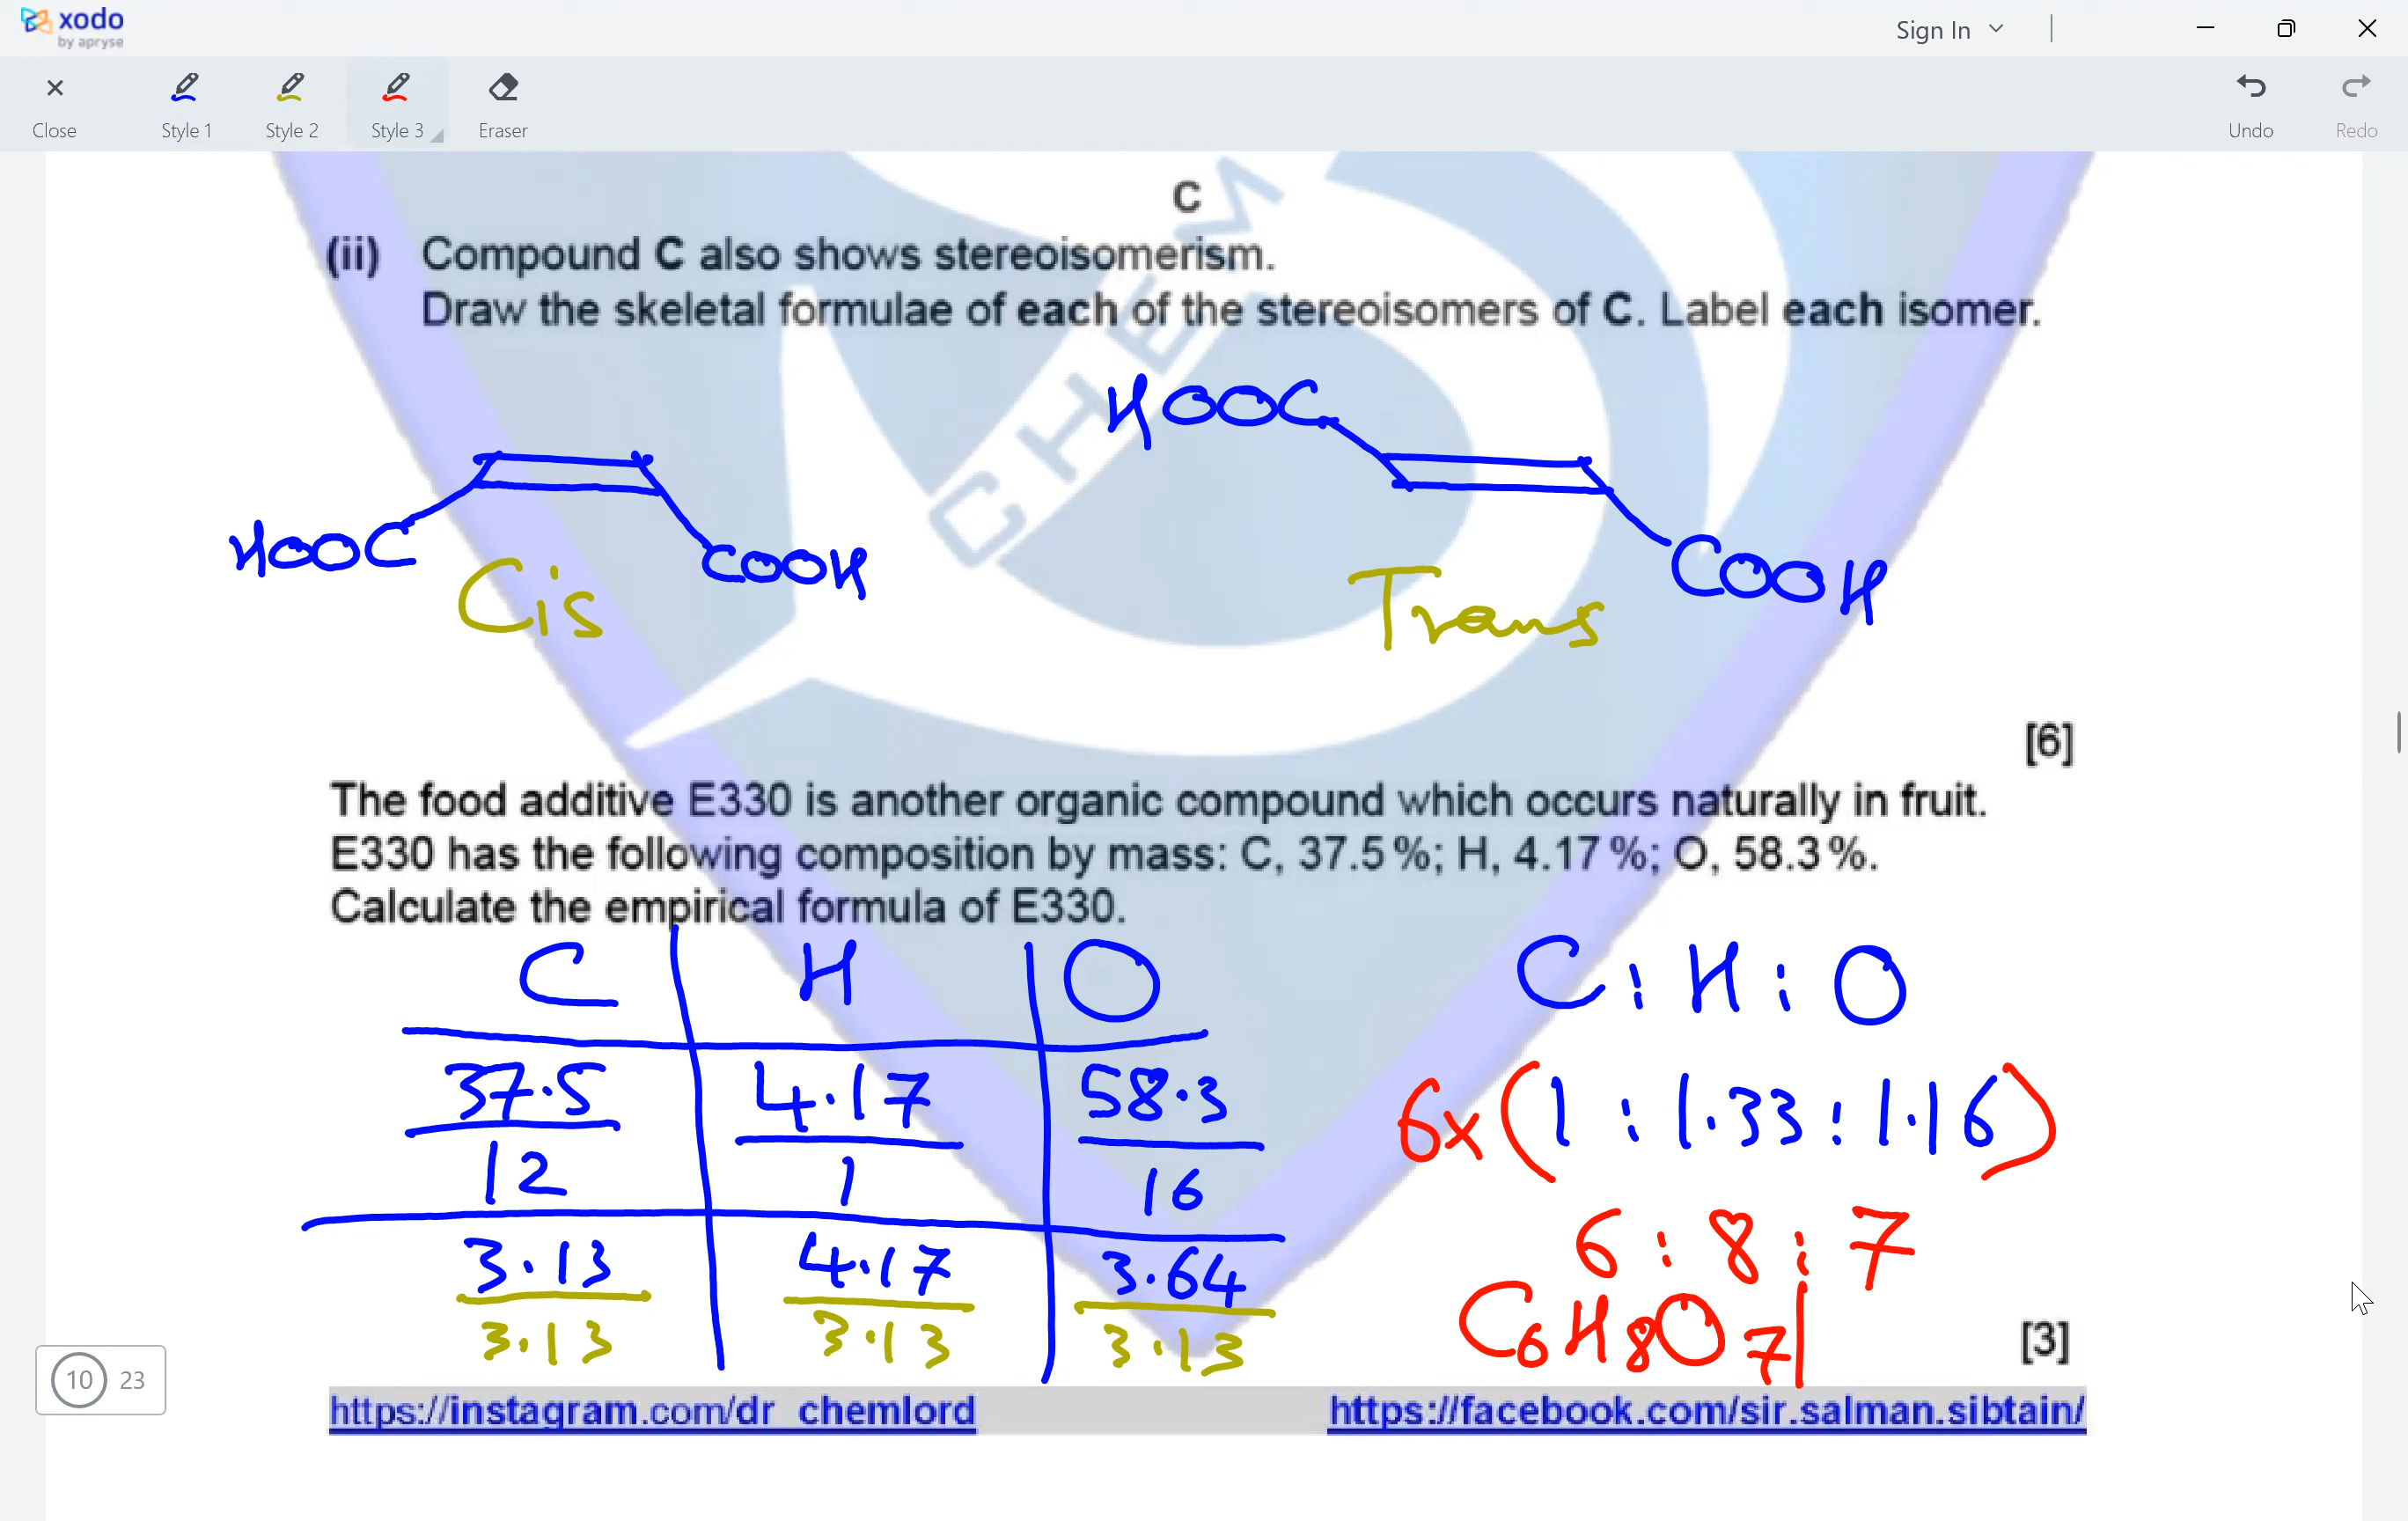 xodo
by apryse
Sign In
Close
Style 1
Style 2
Style 3
Eraser
Undo
Redo
CHEM
C
(ii) Compound C also shows stereoisomerism.
Draw the skeletal formulae of each of the stereoisomers of C. Label each isomer.
HOOC
COOH
Cis
HOOC
COOH
Trans
[6]
The food additive E330 is another organic compound which occurs naturally in fruit.
E330 has the following composition by mass: C, 37.5%; H, 4.17%; O, 58.3%.
Calculate the empirical formula of E330.
C H O
37.5 4.17 58.3
12 1 16
3.13 4.17 3.64
3.13 3.13 3.13
C : H : O
6x(1 : 1.33 : 1.16)
6 : 8 : 7
C6H8O7
[3]
10 23
https://instagram.com/dr_chemlord
https://facebook.com/sir.salman.sibtain/